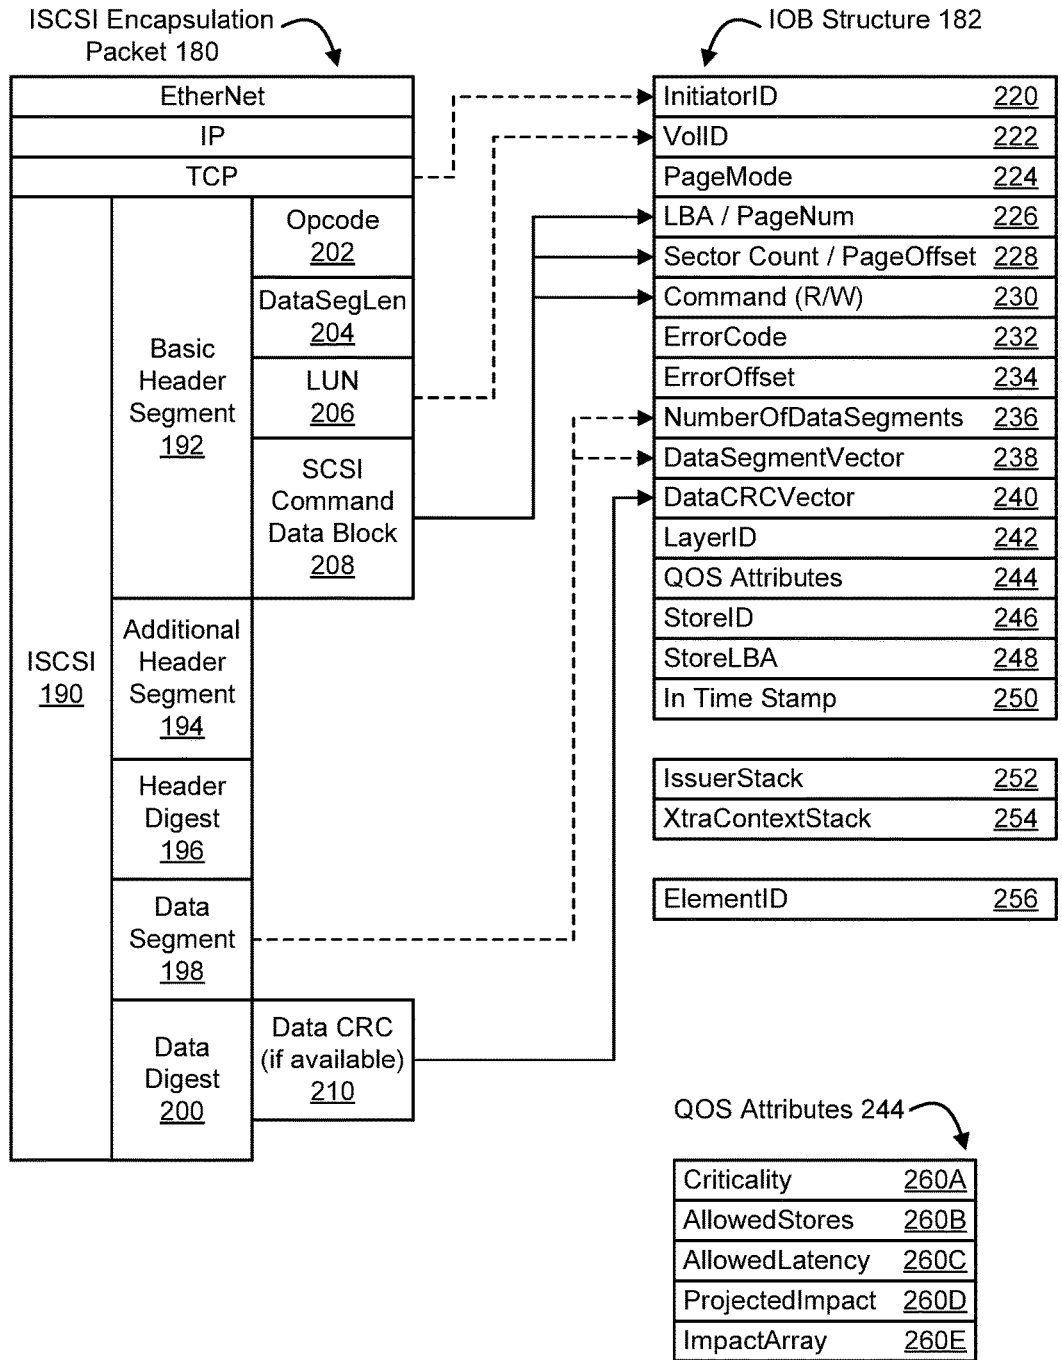 ISCSI Encapsulation
Packet 180
EtherNet
IP
TCP
ISCSI
190
Basic
Header
Segment
192
Opcode
202
DataSegLen
204
LUN
206
SCSI
Command
Data Block
208
Additional
Header
Segment
194
Header
Digest
196
Data
Segment
198
Data
Digest
200
Data CRC
(if available)
210
IOB Structure 182
InitiatorID 220
VolID 222
PageMode 224
LBA / PageNum 226
Sector Count / PageOffset 228
Command (R/W) 230
ErrorCode 232
ErrorOffset 234
NumberOfDataSegments 236
DataSegmentVector 238
DataCRCVector 240
LayerID 242
QOS Attributes 244
StoreID 246
StoreLBA 248
In Time Stamp 250
IssuerStack 252
XtraContextStack 254
ElementID 256
QOS Attributes 244
Criticality 260A
AllowedStores 260B
AllowedLatency 260C
ProjectedImpact 260D
ImpactArray 260E